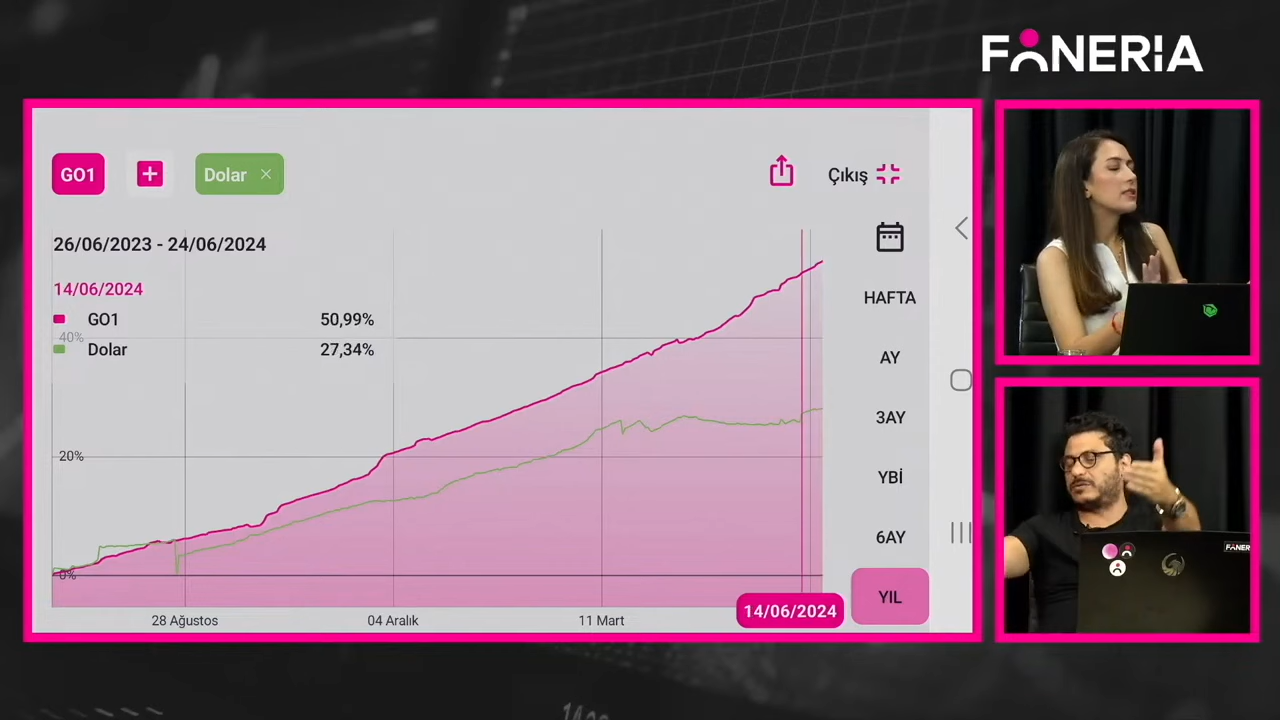 FONERIA
GO1
Dolar
Çıkış
26/06/2023 - 24/06/2024
14/06/2024
GO1 50,99%
40%
Dolar 27,34%
20%
0%
28 Ağustos
04 Aralık
11 Mart
14/06/2024
HAFTA
AY
3AY
YBİ
6AY
YIL
FONER